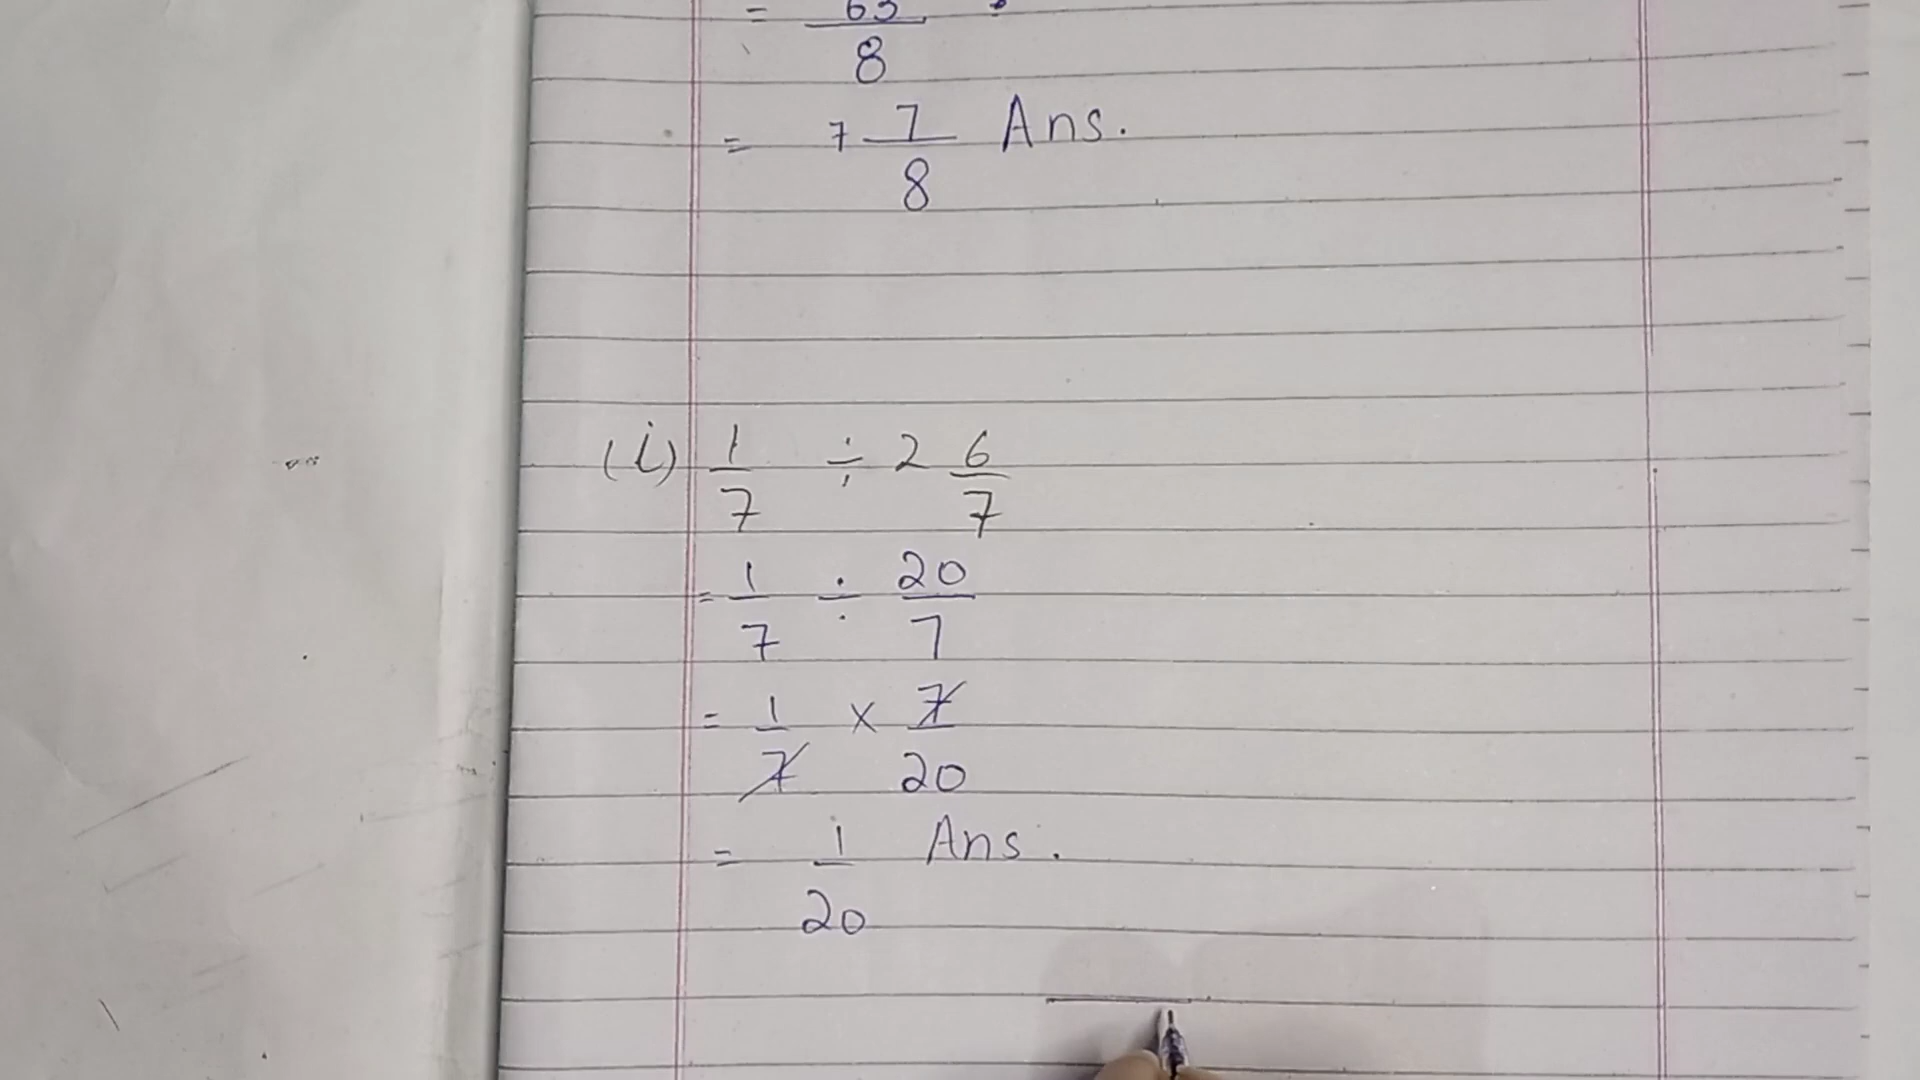 = 63/8
= 7 7/8 Ans.
(i) 1/7 ÷ 2 6/7
= 1/7 ÷ 20/7
= 1/7 × 7/20
= 1/20 Ans.